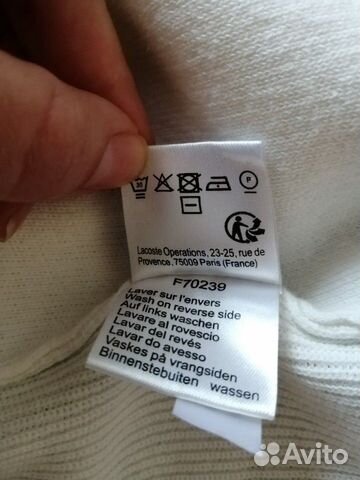 30
P
Lacoste Operations, 23-25, rue de
Provence, 75009 Paris (France)
F70239
Laver sur l'envers
Wash on reverse side
Auf links waschen
Lavare al rovescio
Lavar del revés
Lavar do avesso
Vaskes på vrangsiden
Binnenstebuiten wassen
Avito